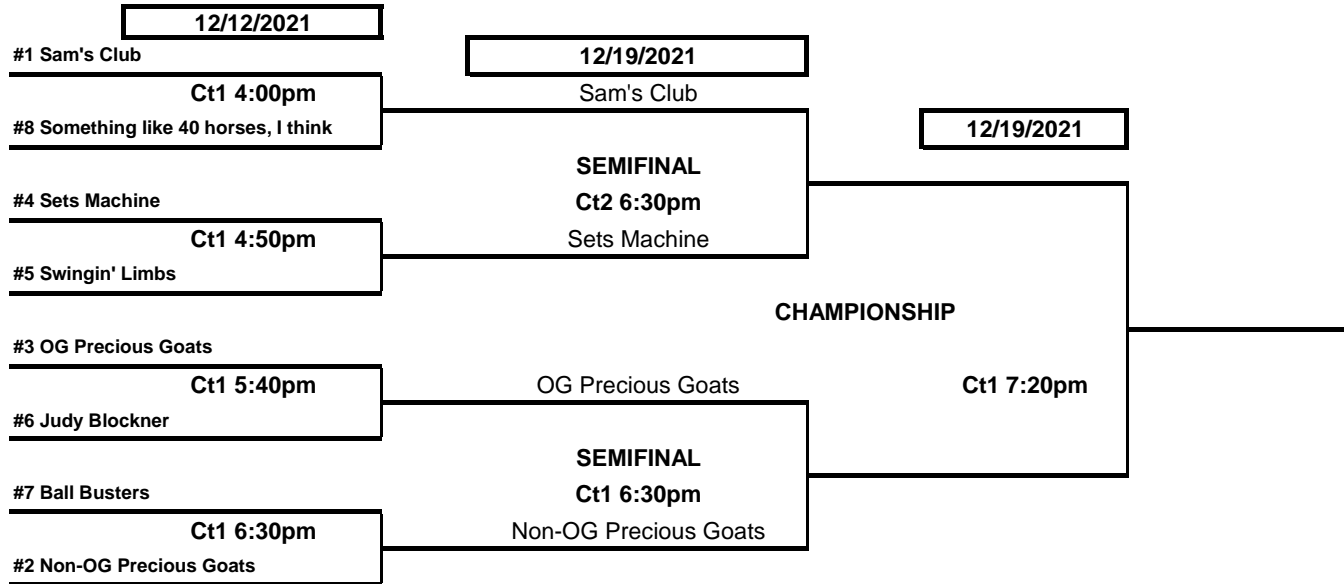 12/12/2021
#1 Sam's Club
12/19/2021
Ct1 4:00pm
Sam's Club
#8 Something like 40 horses, I think
12/19/2021
SEMIFINAL
#4 Sets Machine
Ct2 6:30pm
Ct1 4:50pm
Sets Machine
#5 Swingin' Limbs
CHAMPIONSHIP
#3 OG Precious Goats
Ct1 5:40pm
OG Precious Goats
Ct1 7:20pm
#6 Judy Blockner
SEMIFINAL
#7 Ball Busters
Ct1 6:30pm
Ct1 6:30pm
Non-OG Precious Goats
#2 Non-OG Precious Goats